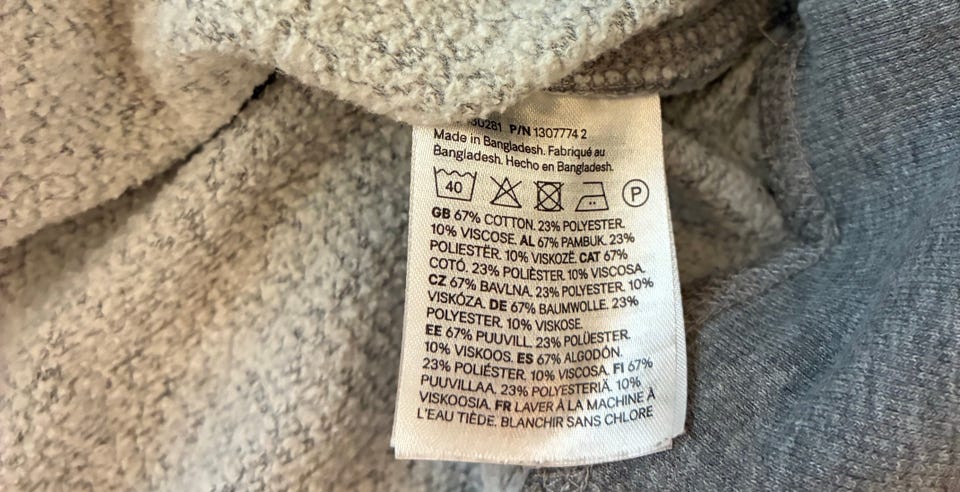 30281 P/N 1307774 2
Made in Bangladesh. Fabriqué au
Bangladesh. Hecho en Bangladesh.
40 P
GB 67% COTTON. 23% POLYESTER.
10% VISCOSE. AL 67% PAMBUK. 23%
POLIESTËR. 10% VISKOZË. CAT 67%
COTÓ. 23% POLIÈSTER. 10% VISCOSA.
CZ 67% BAVLNA. 23% POLYESTER. 10%
VISKÓZA. DE 67% BAUMWOLLE. 23%
POLYESTER. 10% VISKOSE.
EE 67% PUUVILL. 23% POLÜESTER.
10% VISKOOS. ES 67% ALGODÓN.
23% POLIÉSTER. 10% VISCOSA. FI 67%
PUUVILLAA. 23% POLYESTERIÄ. 10%
VISKOOSIA. FR LAVER À LA MACHINE À
L'EAU TIÈDE. BLANCHIR SANS CHLORE